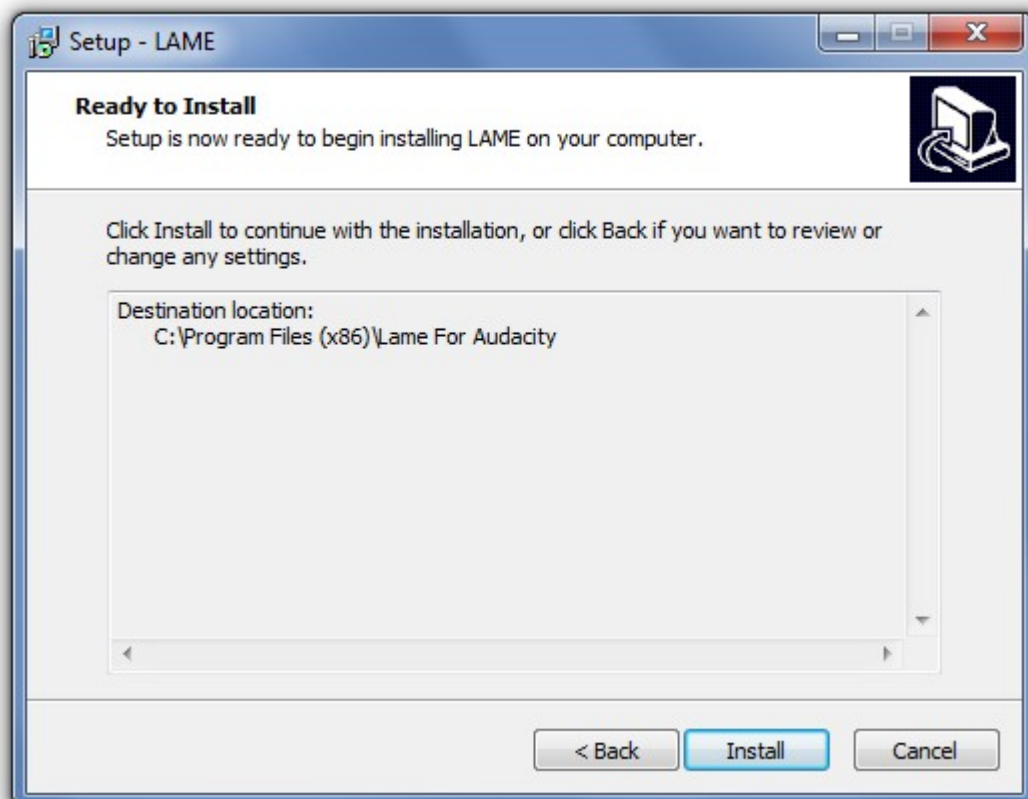 Setup - LAME
Ready to Install
Setup is now ready to begin installing LAME on your computer.
Click Install to continue with the installation, or click Back if you want to review or
change any settings.
Destination location:
C:\Program Files (x86)\Lame For Audacity
< Back
Install
Cancel